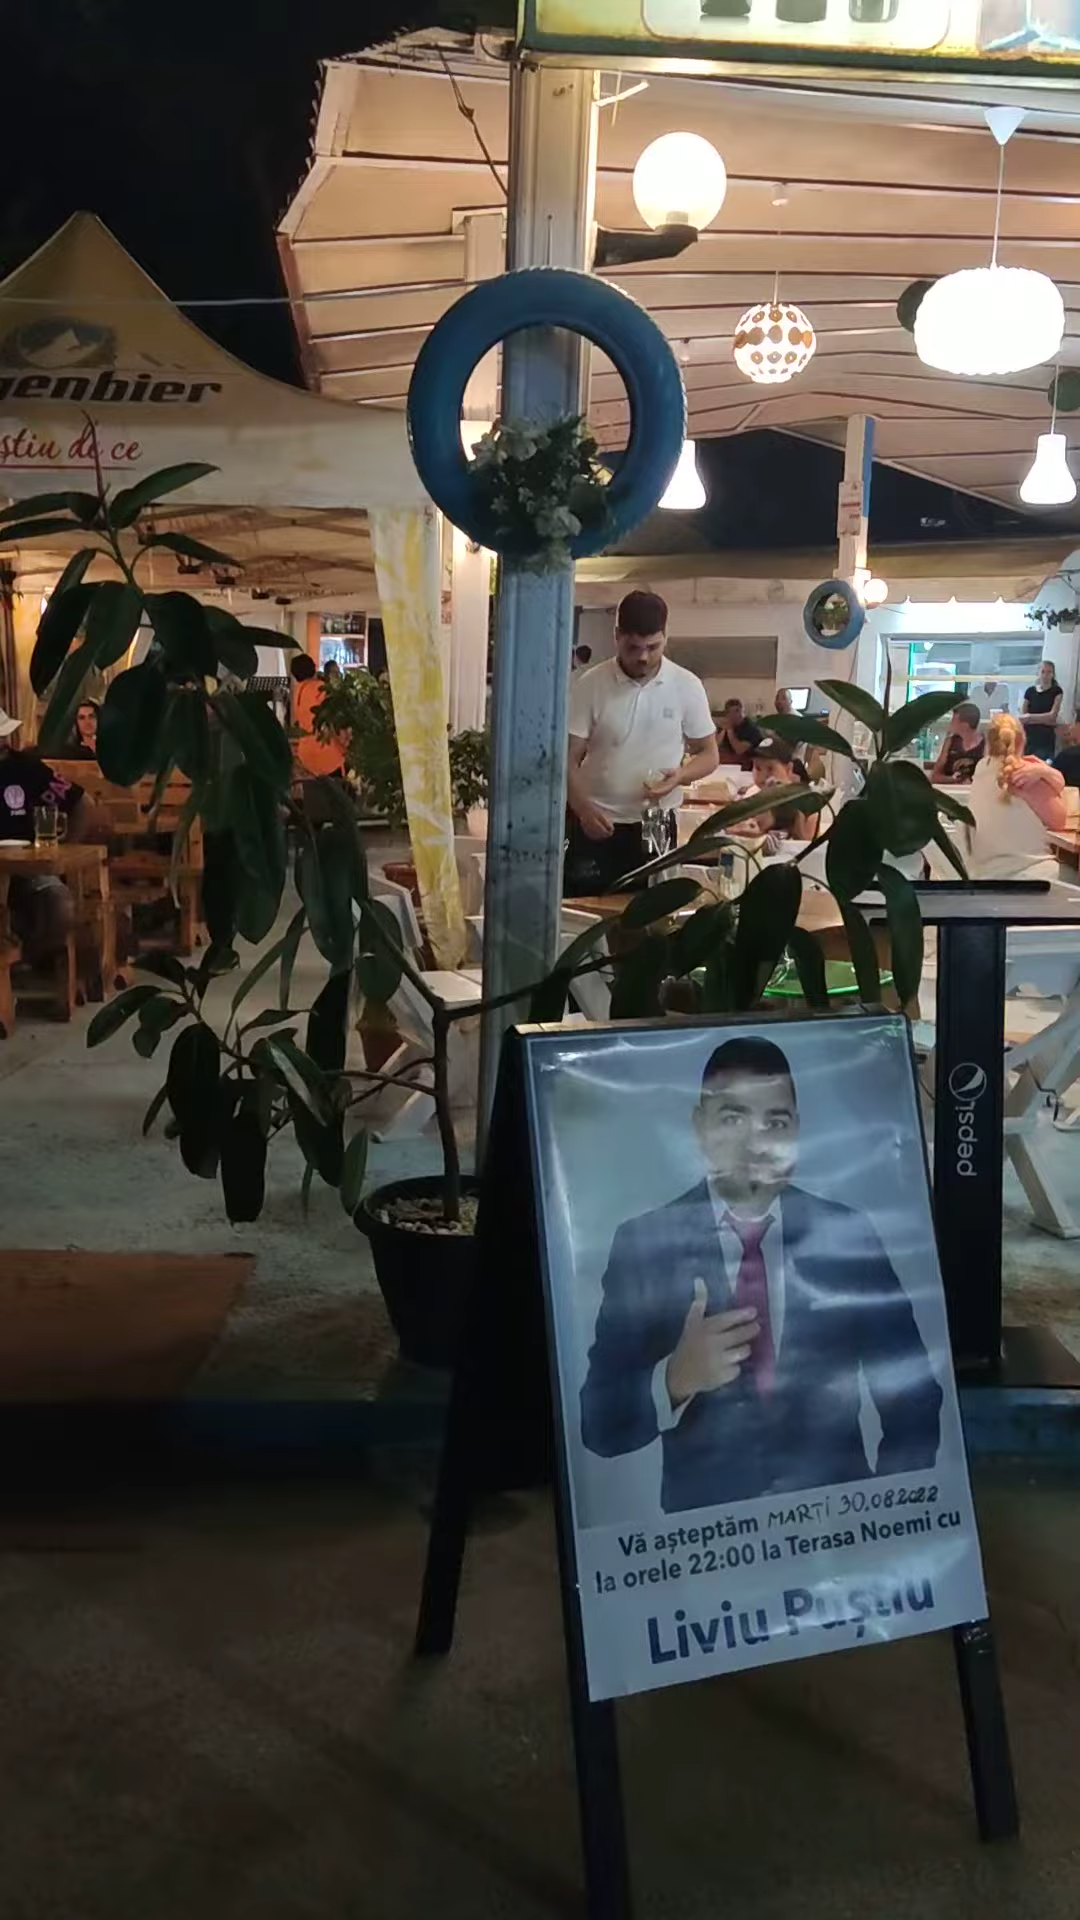 genbier
știu de ce
pepsi
Vă așteptăm MARȚI 30.08 2022
la orele 22:00 la Terasa Noemi cu
Liviu Puștiu